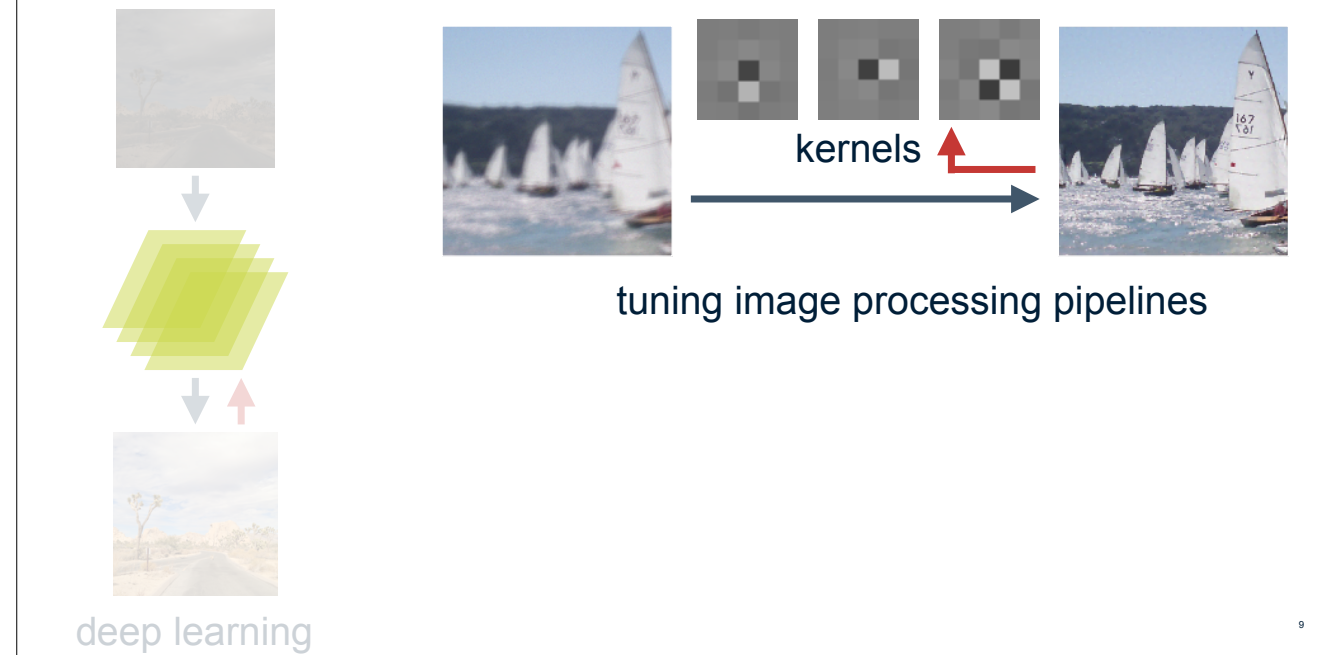 kernels
tuning image processing pipelines
deep learning
9